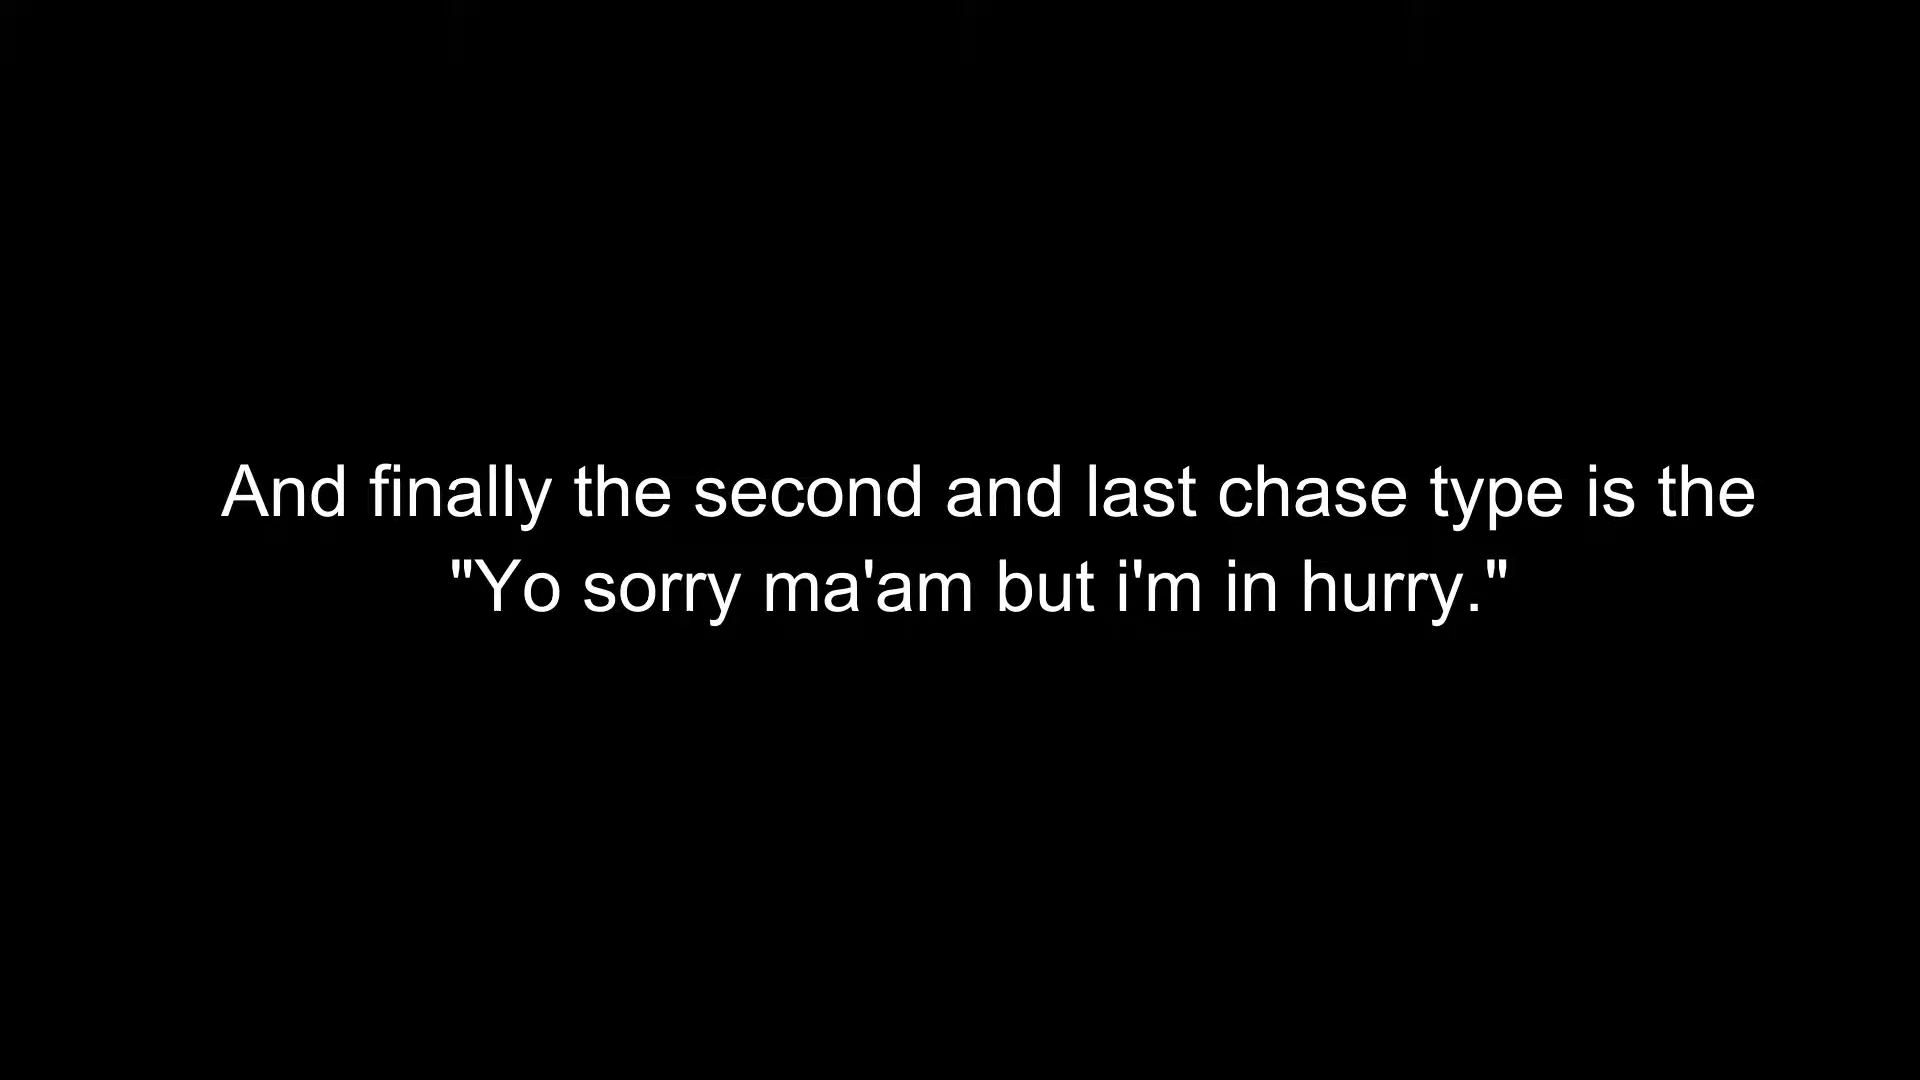 And finally the second and last chase type is the
"Yo sorry ma'am but i'm in hurry."